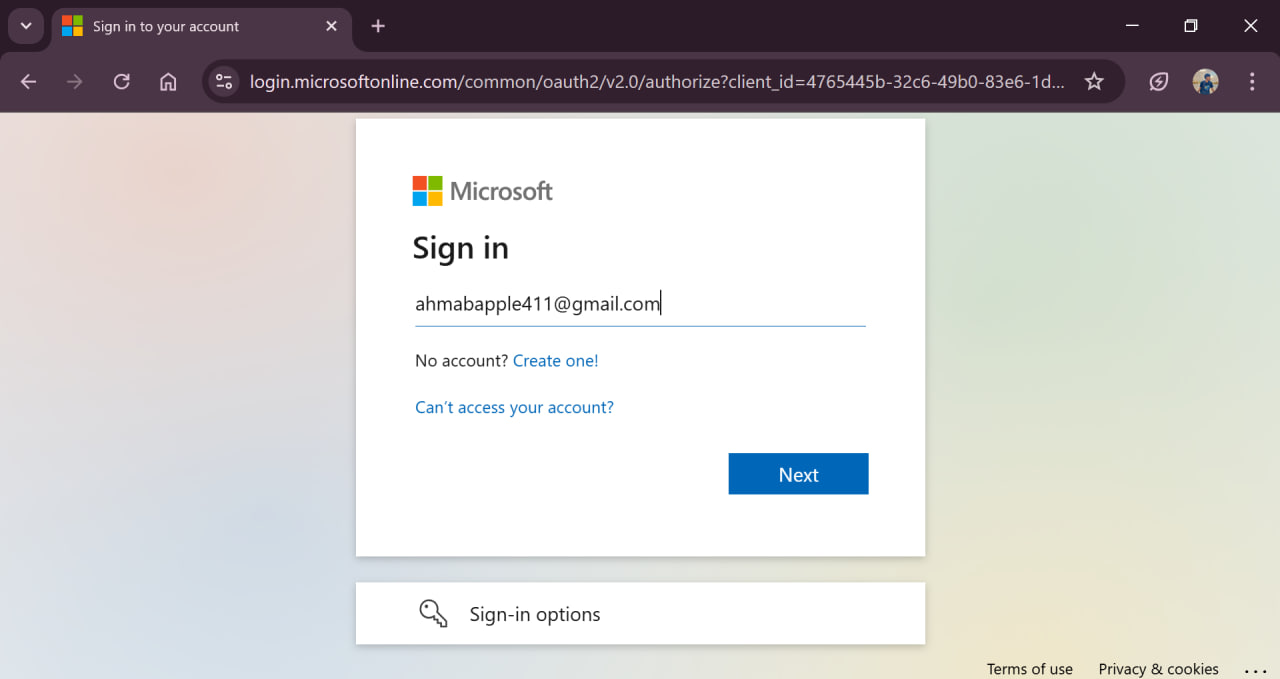 Sign in to your account
login.microsoftonline.com/common/oauth2/v2.0/authorize?client_id=4765445b-32c6-49b0-83e6-1d...
Microsoft
Sign in
ahmabapple411@gmail.com
No account? Create one!
Can't access your account?
Next
Sign-in options
Terms of use Privacy & cookies ...